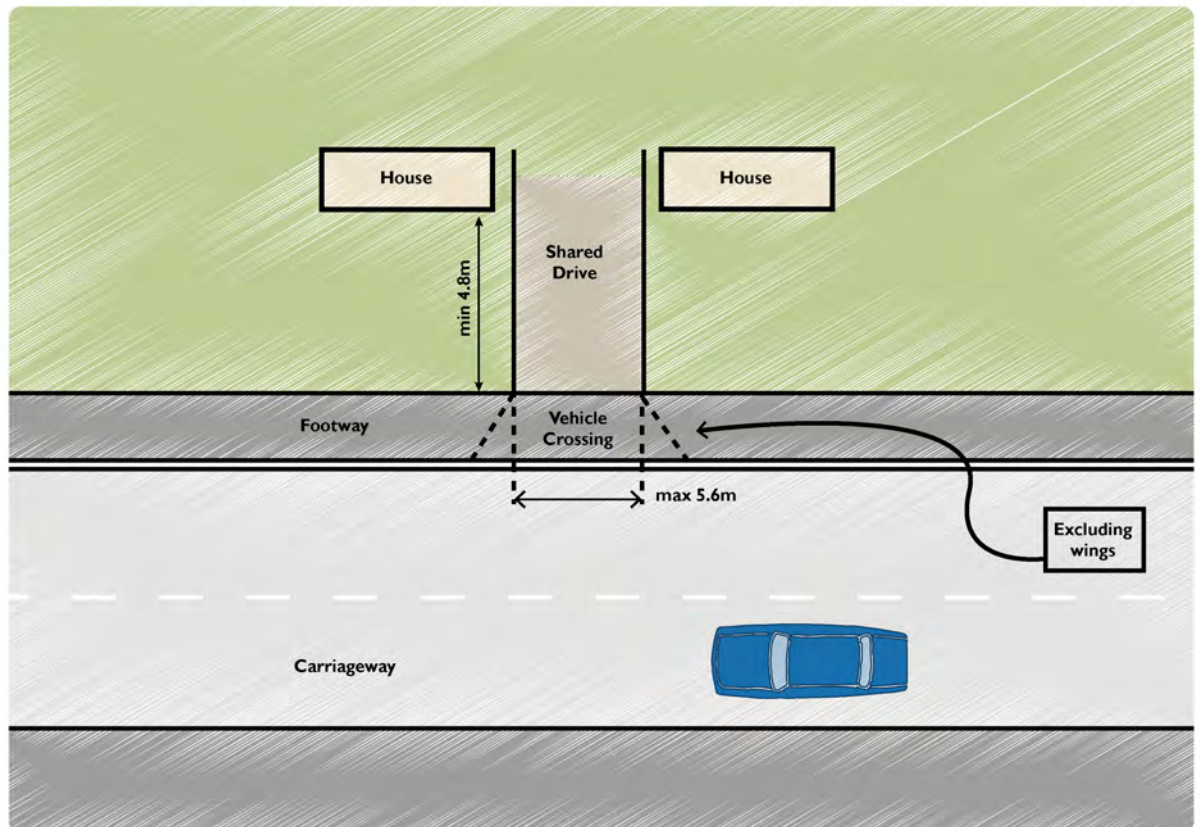 House
House
Shared
Drive
min 4.8m
Footway
Vehicle
Crossing
max 5.6m
Excluding
wings
Carriageway